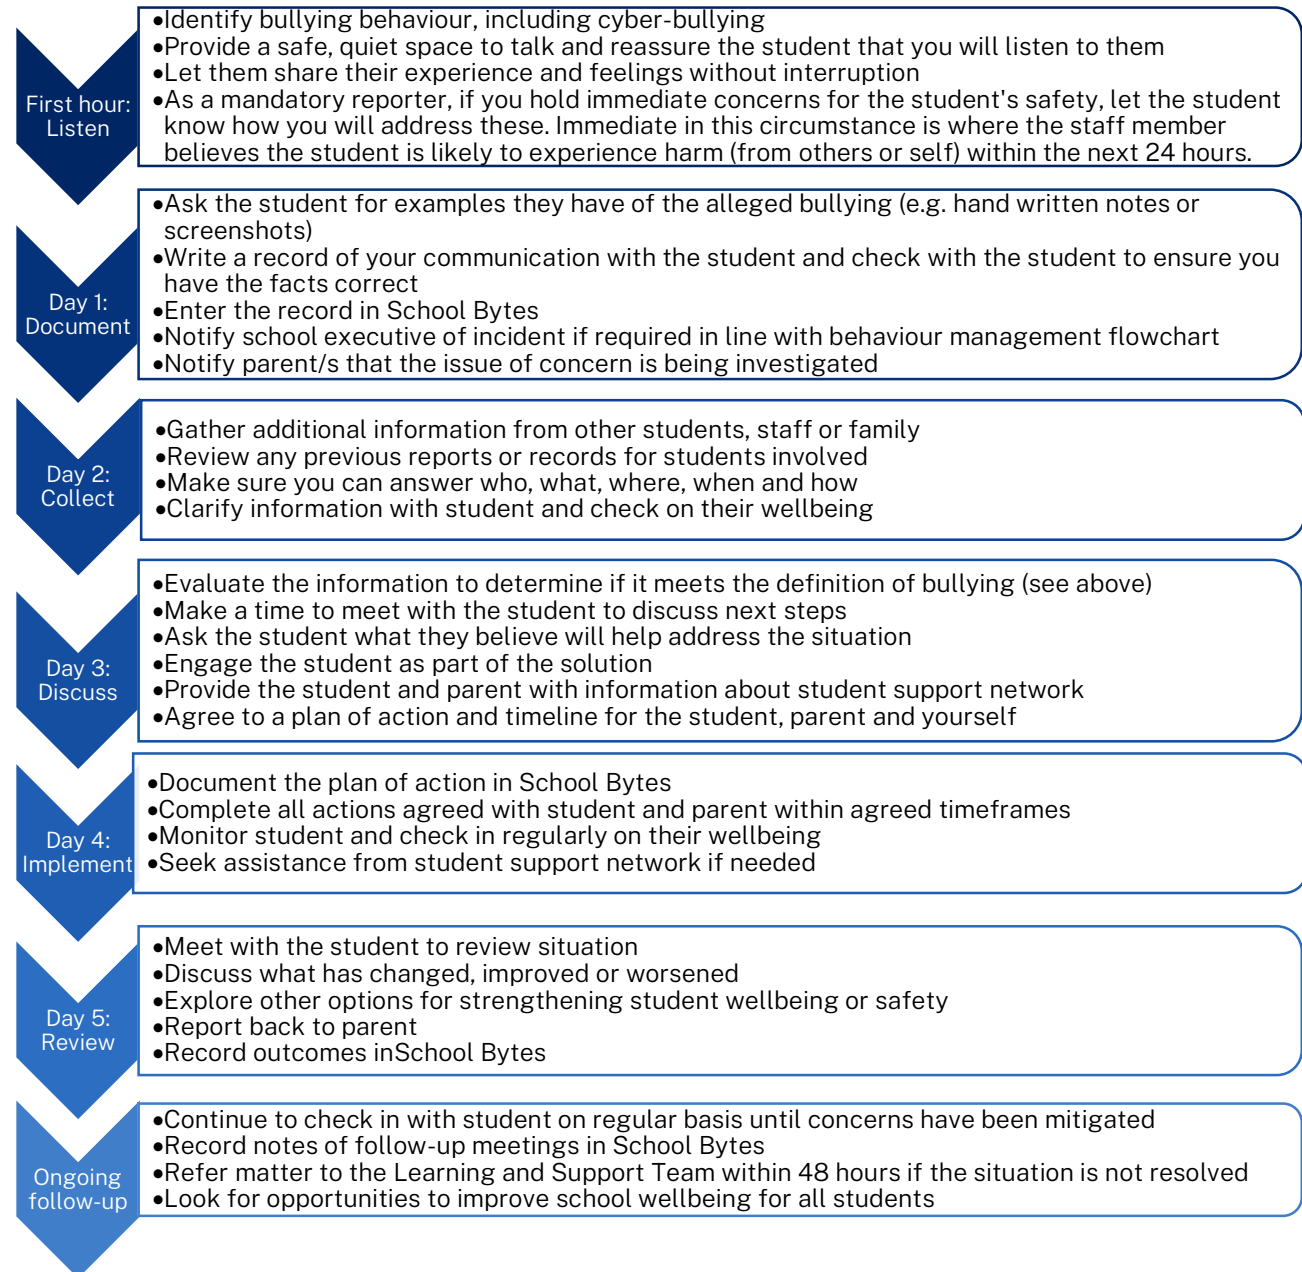 First hour:
Listen
•Identify bullying behaviour, including cyber-bullying
•Provide a safe, quiet space to talk and reassure the student that you will listen to them
•Let them share their experience and feelings without interruption
•As a mandatory reporter, if you hold immediate concerns for the student's safety, let the student
know how you will address these. Immediate in this circumstance is where the staff member
believes the student is likely to experience harm (from others or self) within the next 24 hours.
Day 1:
Document
•Ask the student for examples they have of the alleged bullying (e.g. hand written notes or
screenshots)
•Write a record of your communication with the student and check with the student to ensure you
have the facts correct
•Enter the record in School Bytes
•Notify school executive of incident if required in line with behaviour management flowchart
•Notify parent/s that the issue of concern is being investigated
Day 2:
Collect
•Gather additional information from other students, staff or family
•Review any previous reports or records for students involved
•Make sure you can answer who, what, where, when and how
•Clarify information with student and check on their wellbeing
Day 3:
Discuss
•Evaluate the information to determine if it meets the definition of bullying (see above)
•Make a time to meet with the student to discuss next steps
•Ask the student what they believe will help address the situation
•Engage the student as part of the solution
•Provide the student and parent with information about student support network
•Agree to a plan of action and timeline for the student, parent and yourself
Day 4:
Implement
•Document the plan of action in School Bytes
•Complete all actions agreed with student and parent within agreed timeframes
•Monitor student and check in regularly on their wellbeing
•Seek assistance from student support network if needed
Day 5:
Review
•Meet with the student to review situation
•Discuss what has changed, improved or worsened
•Explore other options for strengthening student wellbeing or safety
•Report back to parent
•Record outcomes inSchool Bytes
Ongoing
follow-up
•Continue to check in with student on regular basis until concerns have been mitigated
•Record notes of follow-up meetings in School Bytes
•Refer matter to the Learning and Support Team within 48 hours if the situation is not resolved
•Look for opportunities to improve school wellbeing for all students